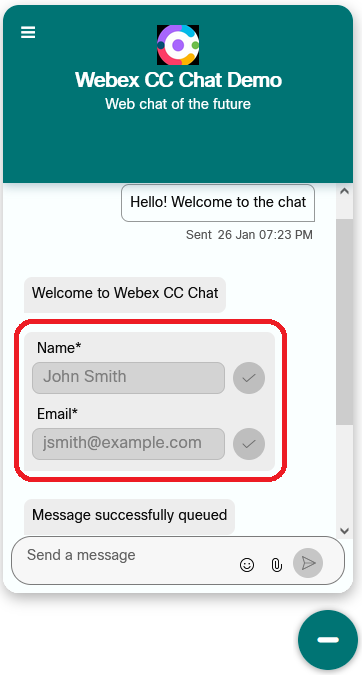 Webex CC Chat Demo
Web chat of the future
Hello! Welcome to the chat
Sent 26 Jan 07:23 PM
Welcome to Webex CC Chat
Name*
John Smith
Email*
jsmith@example.com
Message successfully queued
Send a message